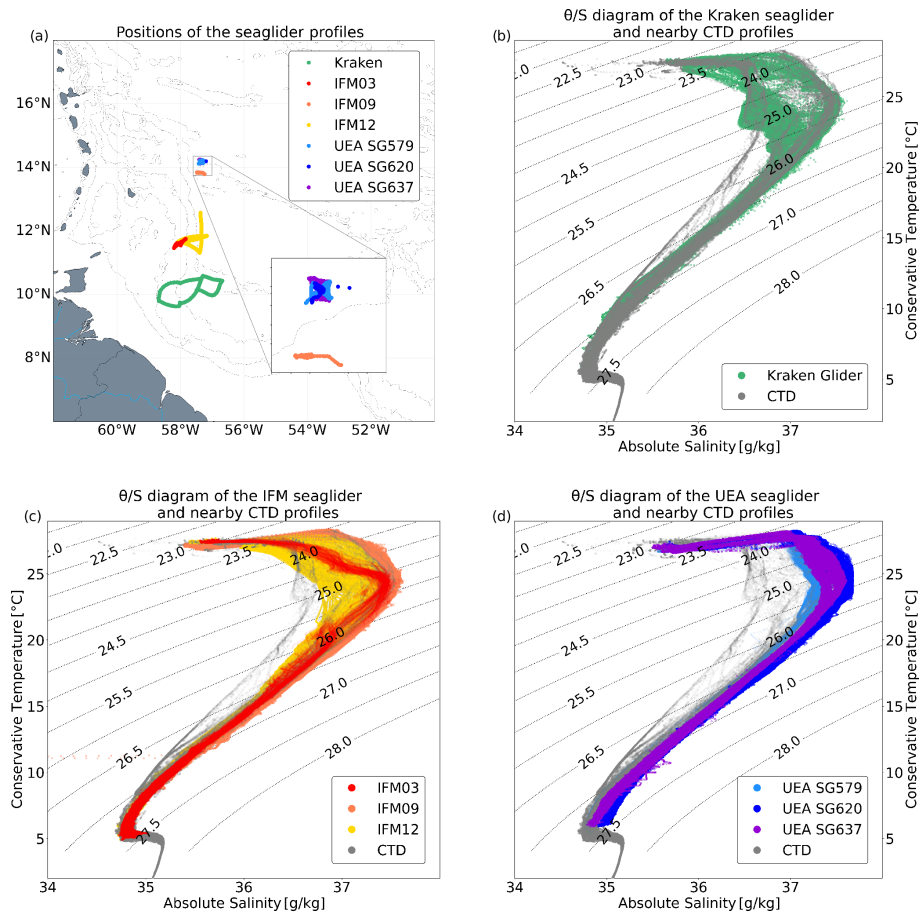 (a)
Positions of the seaglider profiles
Kraken
IFM03
IFM09
IFM12
UEA SG579
UEA SG620
UEA SG637
16°N
14°N
12°N
10°N
8°N
60°W 58°W 56°W 54°W 52°W
(b)
θ/S diagram of the Kraken seaglider
and nearby CTD profiles
.0 22.5 23.0 23.5 24.0
25.0
24.5
26.0
25.5
27.0
26.5
28.0
27.5
25
20
15
10
5
Conservative Temperature [°C]
Kraken Glider
CTD
34 35 36 37
Absolute Salinity [g/kg]
(c)
θ/S diagram of the IFM seaglider
and nearby CTD profiles
.0 22.5 23.0 23.5 24.0
25.0
24.5
26.0
25.5
27.0
26.5
28.0
27.5
25
20
15
10
5
Conservative Temperature [°C]
IFM03
IFM09
IFM12
CTD
34 35 36 37
Absolute Salinity [g/kg]
(d)
θ/S diagram of the UEA seaglider
and nearby CTD profiles
.0 22.5 23.0 23.5 24.0
25.0
24.5
26.0
25.5
27.0
26.5
28.0
27.5
25
20
15
10
5
Conservative Temperature [°C]
UEA SG579
UEA SG620
UEA SG637
CTD
34 35 36 37
Absolute Salinity [g/kg]